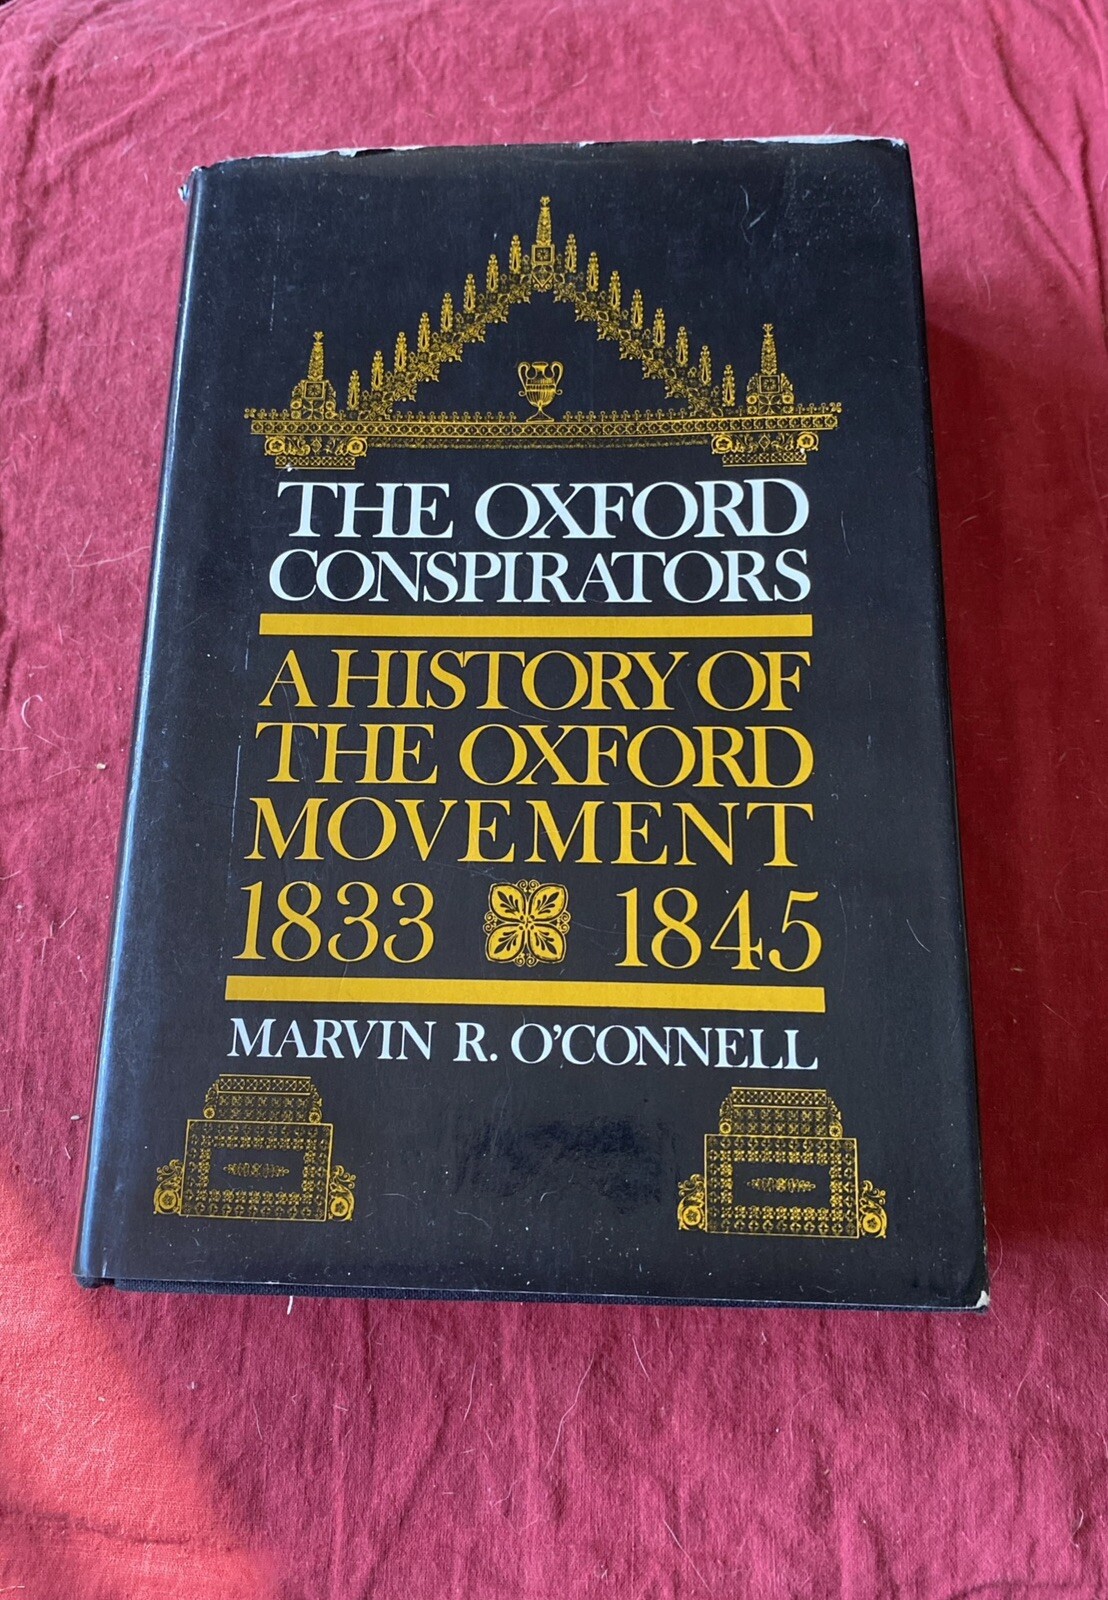 THE OXFORD
CONSPIRATORS
A HISTORY OF
THE OXFORD
MOVEMENT
1833 1845
MARVIN R. O'CONNELL